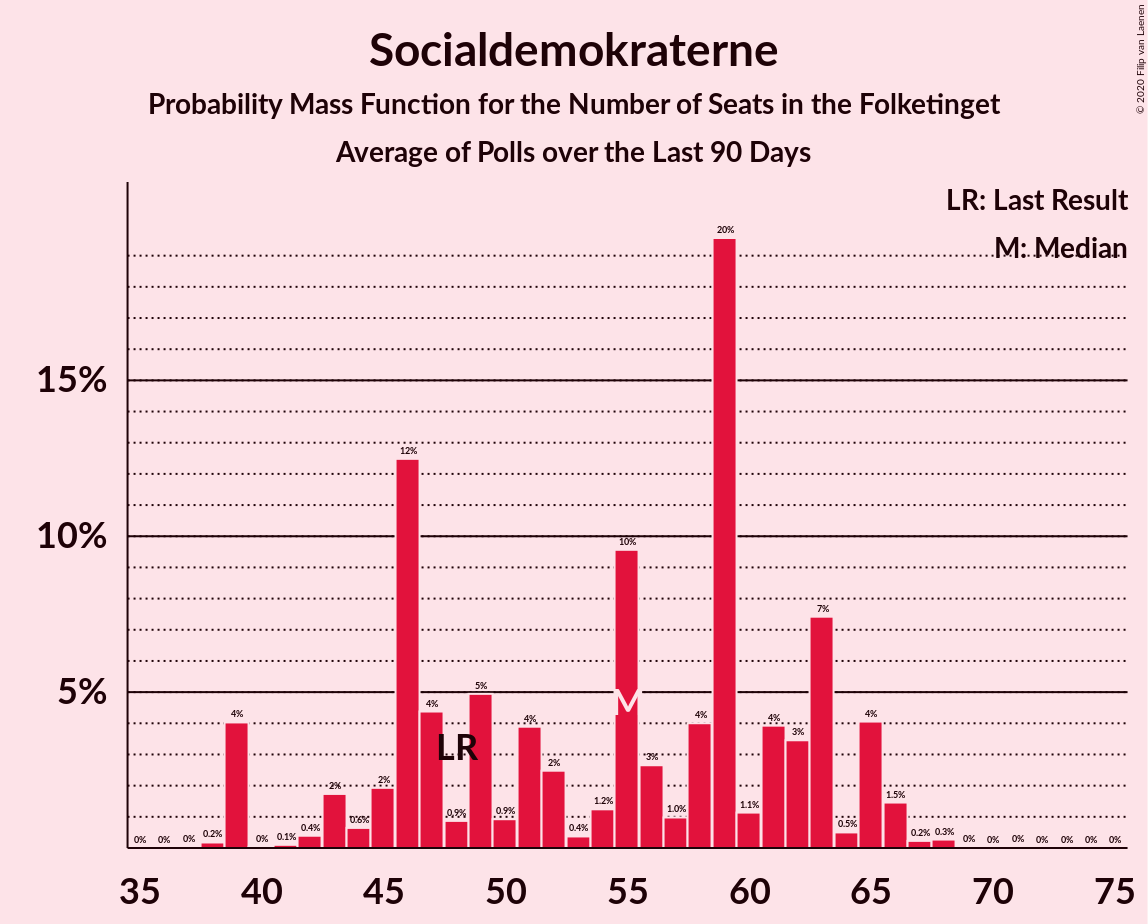 Socialdemokraterne
Probability Mass Function for the Number of Seats in the Folketinget
Average of Polls over the Last 90 Days
© 2020 Filip van Laenen
LR: Last Result
M: Median
15%
10%
5%
0% 0% 0% 0.2% 4% 0% 0.1% 0.4% 2% 0.6% 2% 12% 4% 0.9% 5% 0.9% 4% 2% 0.4% 1.2% 10% 3% 1.0% 4% 20% 1.1% 4% 3% 7% 0.5% 4% 1.5% 0.2% 0.3% 0% 0% 0% 0% 0% 0% 0%
LR
M
35 40 45 50 55 60 65 70 75